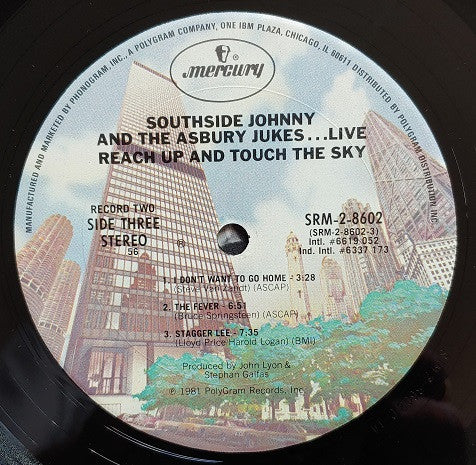 MANUFACTURED AND MARKETED BY PHONOGRAM, INC., A POLYGRAM COMPANY, ONE IBM PLAZA, CHICAGO, IL 60611 DISTRIBUTED BY POLYGRAM DISTRIBUTION, INC.
mercury
SOUTHSIDE JOHNNY
AND THE ASBURY JUKES...LIVE
REACH UP AND TOUCH THE SKY
RECORD TWO
SIDE THREE
STEREO
56
℗
SRM-2-8602
(SRM-2-8602-3)
Intl. #6619 052
Ind. Intl. #6337 173
1. I DON'T WANT TO GO HOME - 3:28
(Steve Van Zandt) (ASCAP)
2. THE FEVER - 6:51
(Bruce Springsteen) (ASCAP)
3. STAGGER LEE - 7:35
(Lloyd Price/Harold Logan) (BMI)
Produced by John Lyon &
Stephan Galfas
℗ 1981 PolyGram Records, Inc.